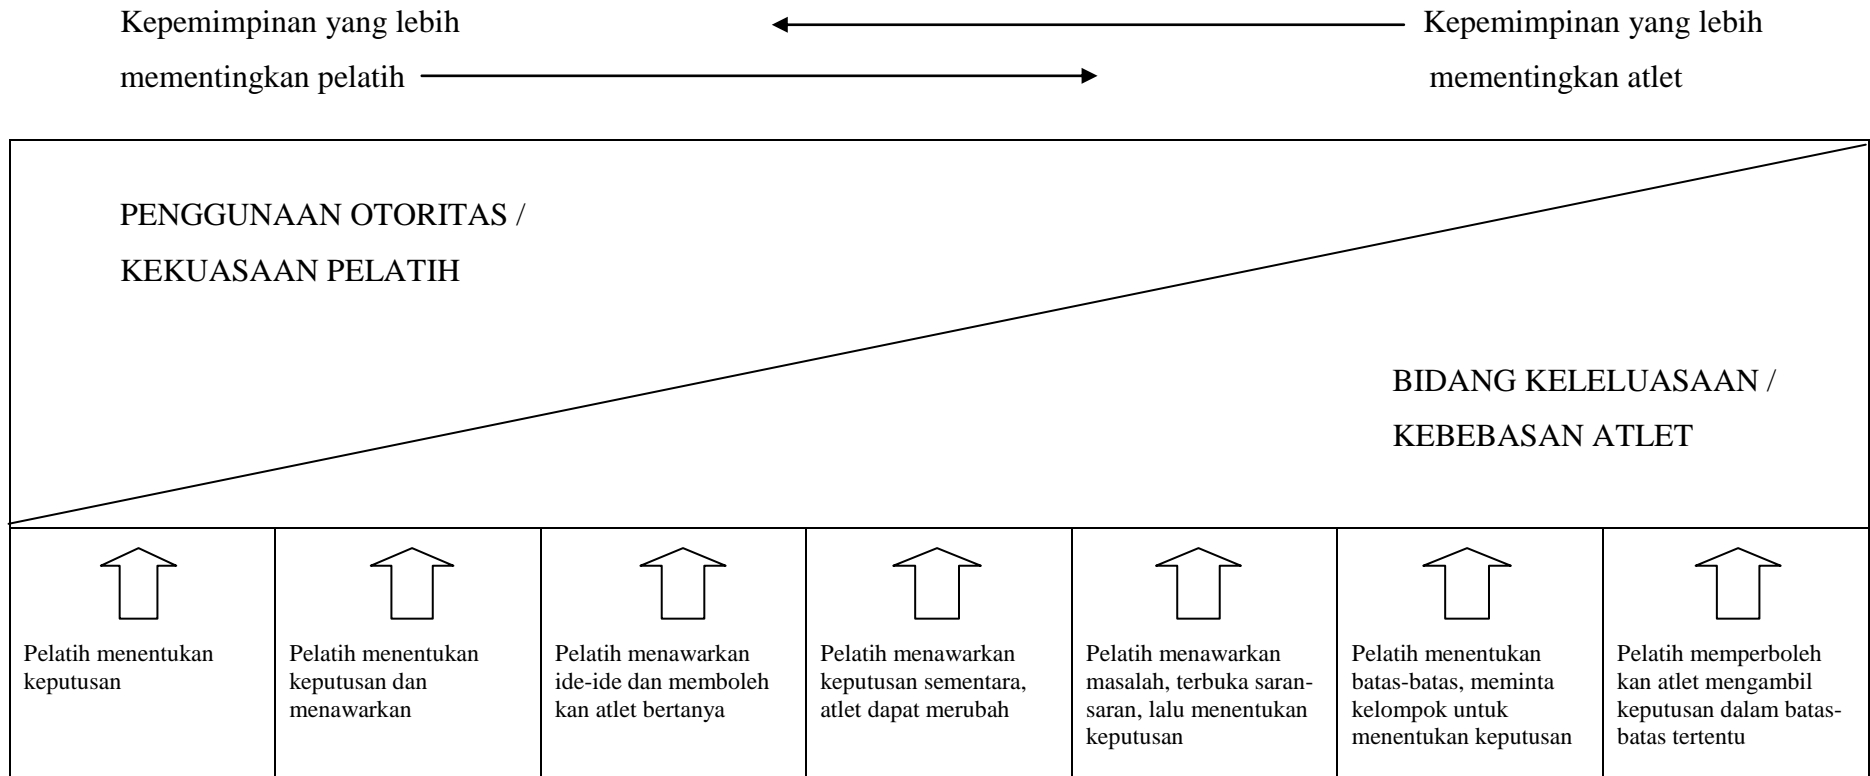 Kepemimpinan yang lebih
mementingkan pelatih
Kepemimpinan yang lebih
mementingkan atlet
PENGGUNAAN OTORITAS /
KEKUASAAN PELATIH
BIDANG KELELUASAAN /
KEBEBASAN ATLET
Pelatih menentukan
keputusan
Pelatih menentukan
keputusan dan
menawarkan
Pelatih menawarkan
ide-ide dan memboleh
kan atlet bertanya
Pelatih menawarkan
keputusan sementara,
atlet dapat merubah
Pelatih menawarkan
masalah, terbuka saran-
saran, lalu menentukan
keputusan
Pelatih menentukan
batas-batas, meminta
kelompok untuk
menentukan keputusan
Pelatih memperboleh
kan atlet mengambil
keputusan dalam batas-
batas tertentu